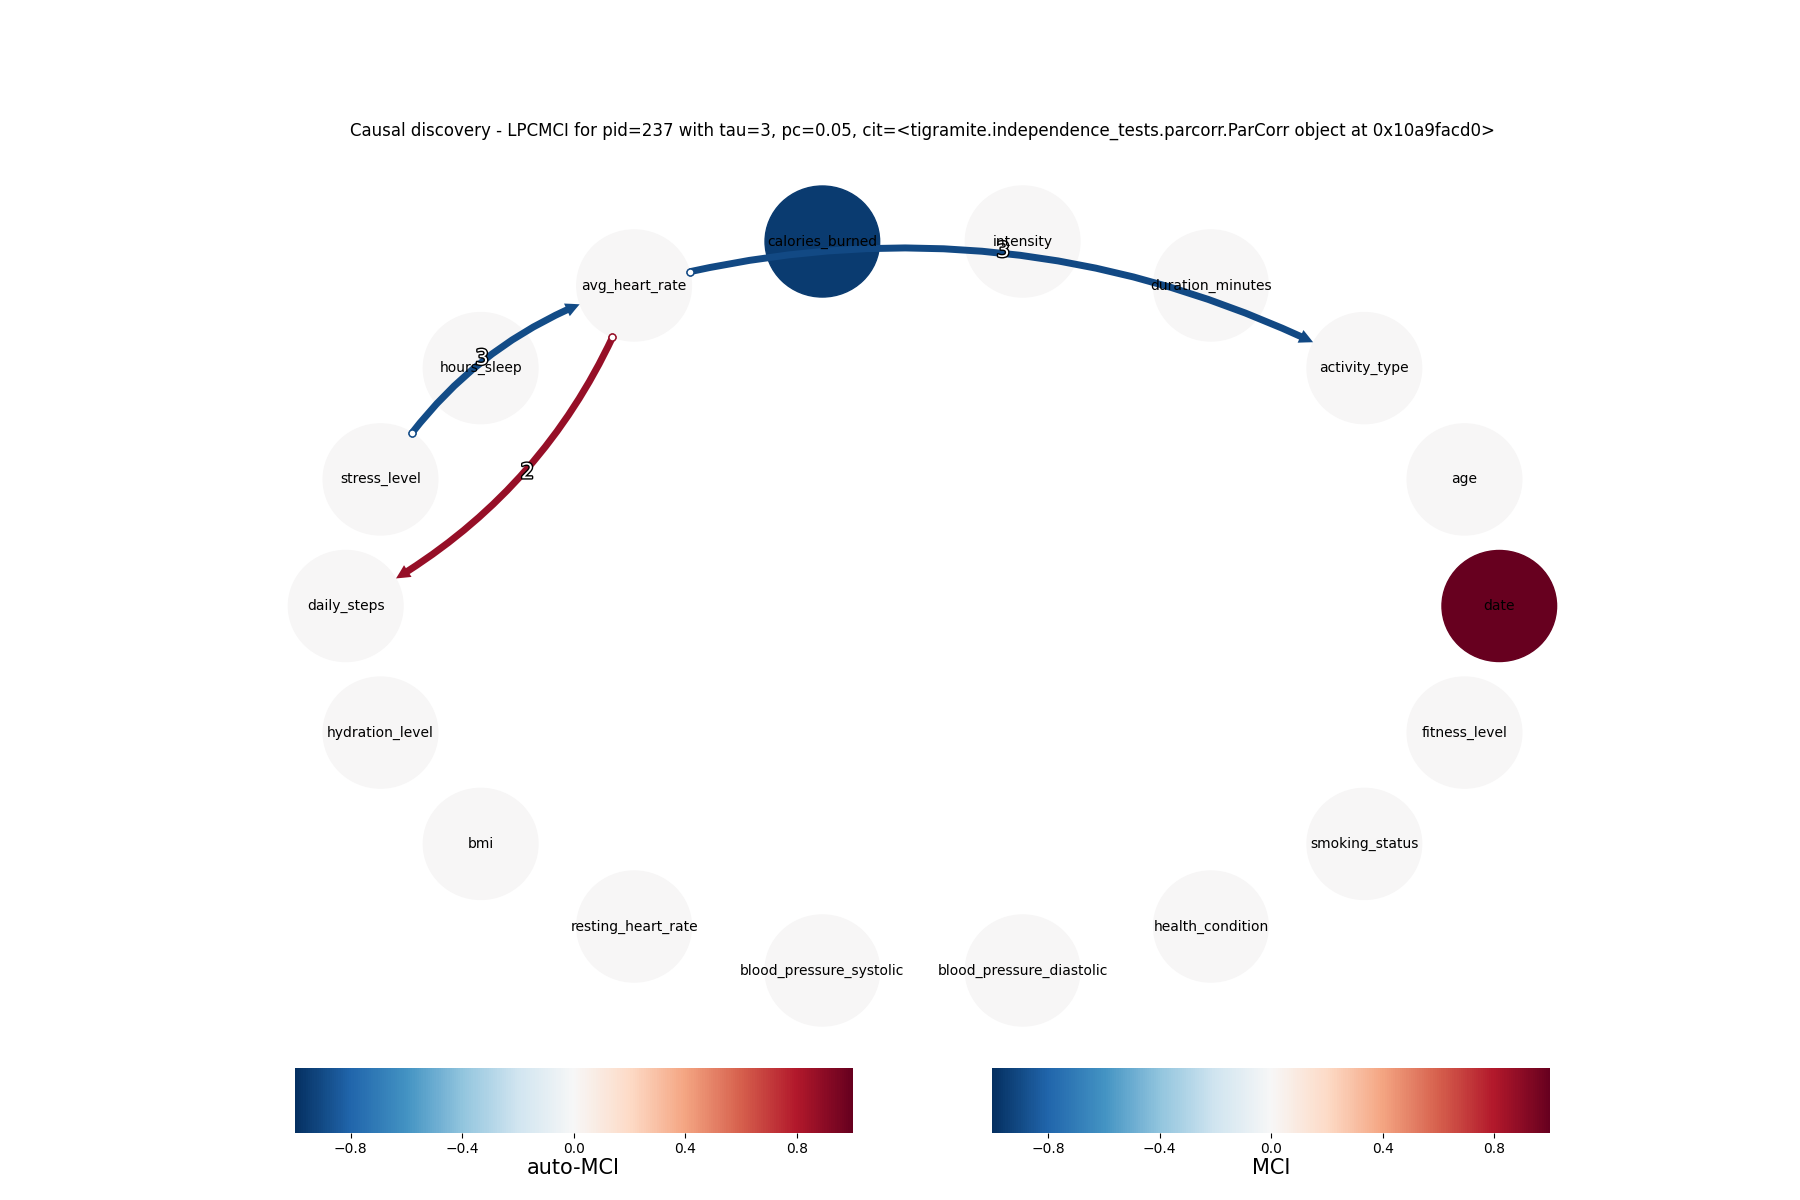 Causal discovery - LPCMCI for pid=237 with tau=3, pc=0.05, cit=<tigramite.independence_tests.parcorr.ParCorr object at 0x10a9facd0>
calories_burned
intensity
3
avg_heart_rate
duration_minutes
3
hours_sleep
activity_type
2
stress_level
age
daily_steps
date
hydration_level
fitness_level
bmi
smoking_status
resting_heart_rate
health_condition
blood_pressure_systolic
blood_pressure_diastolic
−0.8 −0.4 0.0 0.4 0.8
auto-MCI
−0.8 −0.4 0.0 0.4 0.8
MCI